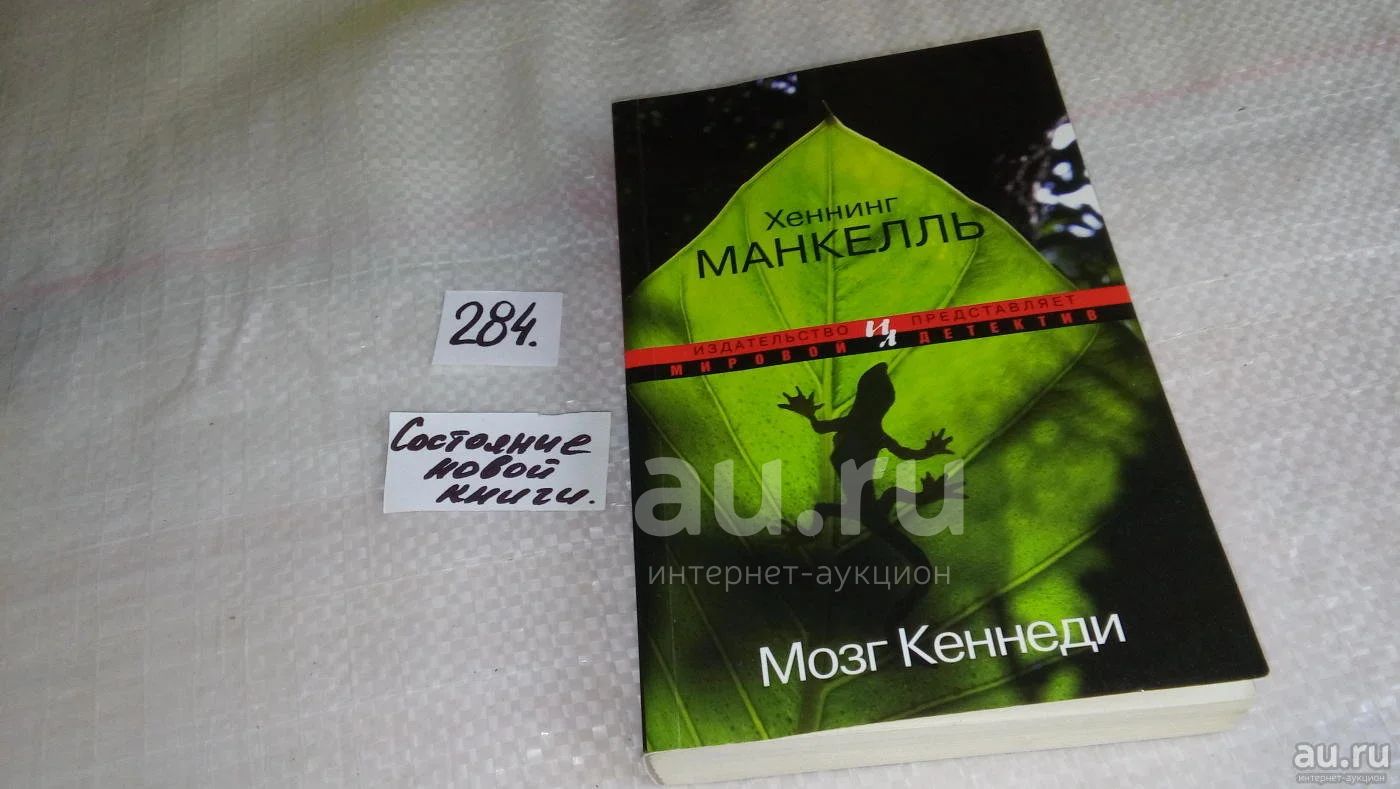 284.
Состояние
новой
книги.
Хеннинг
МАНКЕЛЛЬ
ИЗДАТЕЛЬСТВО ИЛ ПРЕДСТАВЛЯЕТ
МИРОВОЙ ДЕТЕКТИВ
au.ru
интернет-аукцион
Мозг Кеннеди
au.ru
интернет-аукцион